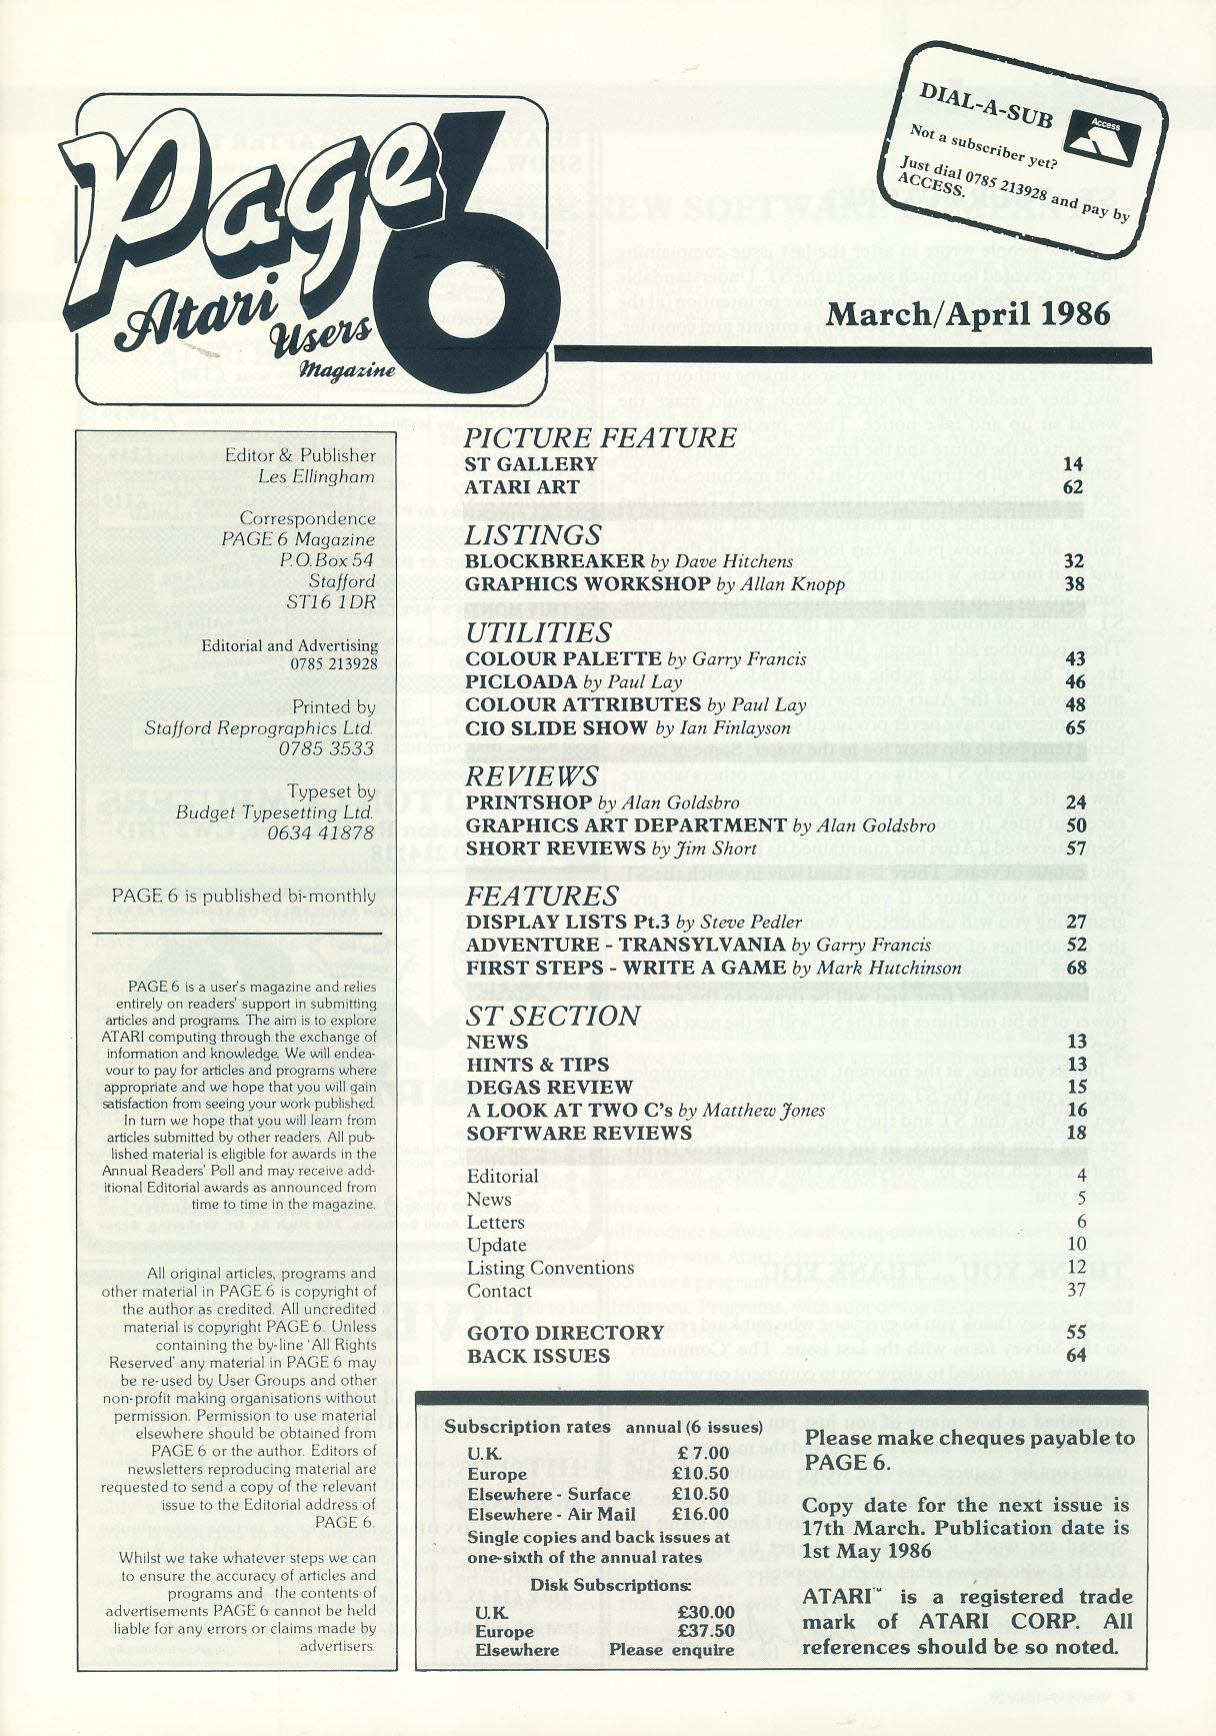 Page 6
Atari
Users
Magazine
DIAL-A-SUB
Access
Not a subscriber yet?
Just dial 0785 213928 and pay by
ACCESS.
March/April 1986
Editor & Publisher
Les Ellingham
Correspondence
PAGE 6 Magazine
P.O. Box 54
Stafford
ST16 1DR
Editorial and Advertising
0785 213928
Printed by
Stafford Reprographics Ltd.
0785 3533
Typeset by
Budget Typesetting Ltd.
0634 41878
PAGE 6 is published bi-monthly
PAGE 6 is a user's magazine and relies
entirely on readers' support in submitting
articles and programs. The aim is to explore
ATARI computing through the exchange of
information and knowledge. We will endea-
vour to pay for articles and programs where
appropriate and we hope that you will gain
satisfaction from seeing your work published.
In turn we hope that you will learn from
articles submitted by other readers. All pub-
lished material is eligible for awards in the
Annual Readers' Poll and may receive add-
itional Editorial awards as announced from
time to time in the magazine.
All original articles, programs and
other material in PAGE 6 is copyright of
the author as credited. All uncredited
material is copyright PAGE 6. Unless
containing the by-line 'All Rights
Reserved' any material in PAGE 6 may
be re-used by User Groups and other
non-profit making organisations without
permission. Permission to use material
elsewhere should be obtained from
PAGE 6 or the author. Editors of
newsletters reproducing material are
requested to send a copy of the relevant
issue to the Editorial address of
PAGE 6.
Whilst we take whatever steps we can
to ensure the accuracy of articles and
programs and the contents of
advertisements PAGE 6 cannot be held
liable for any errors or claims made by
advertisers.
PICTURE FEATURE
ST GALLERY 14
ATARI ART 62
LISTINGS
BLOCKBREAKER by Dave Hitchens 32
GRAPHICS WORKSHOP by Allan Knopp 38
UTILITIES
COLOUR PALETTE by Garry Francis 43
PICLOADA by Paul Lay 46
COLOUR ATTRIBUTES by Paul Lay 48
CIO SLIDE SHOW by Ian Finlayson 65
REVIEWS
PRINTSHOP by Alan Goldsbro 24
GRAPHICS ART DEPARTMENT by Alan Goldsbro 50
SHORT REVIEWS by Jim Short 57
FEATURES
DISPLAY LISTS Pt.3 by Steve Pedler 27
ADVENTURE - TRANSYLVANIA by Garry Francis 52
FIRST STEPS - WRITE A GAME by Mark Hutchinson 68
ST SECTION
NEWS 13
HINTS & TIPS 13
DEGAS REVIEW 15
A LOOK AT TWO C's by Matthew Jones 16
SOFTWARE REVIEWS 18
Editorial 4
News 5
Letters 6
Update 10
Listing Conventions 12
Contact 37
GOTO DIRECTORY 55
BACK ISSUES 64
Subscription rates annual (6 issues)
U.K. £7.00
Europe £10.50
Elsewhere - Surface £10.50
Elsewhere - Air Mail £16.00
Single copies and back issues at
one-sixth of the annual rates
Disk Subscriptions:
U.K. £30.00
Europe £37.50
Elsewhere Please enquire
Please make cheques payable to
PAGE 6.
Copy date for the next issue is
17th March. Publication date is
1st May 1986
ATARI™ is a registered trade
mark of ATARI CORP. All
references should be so noted.